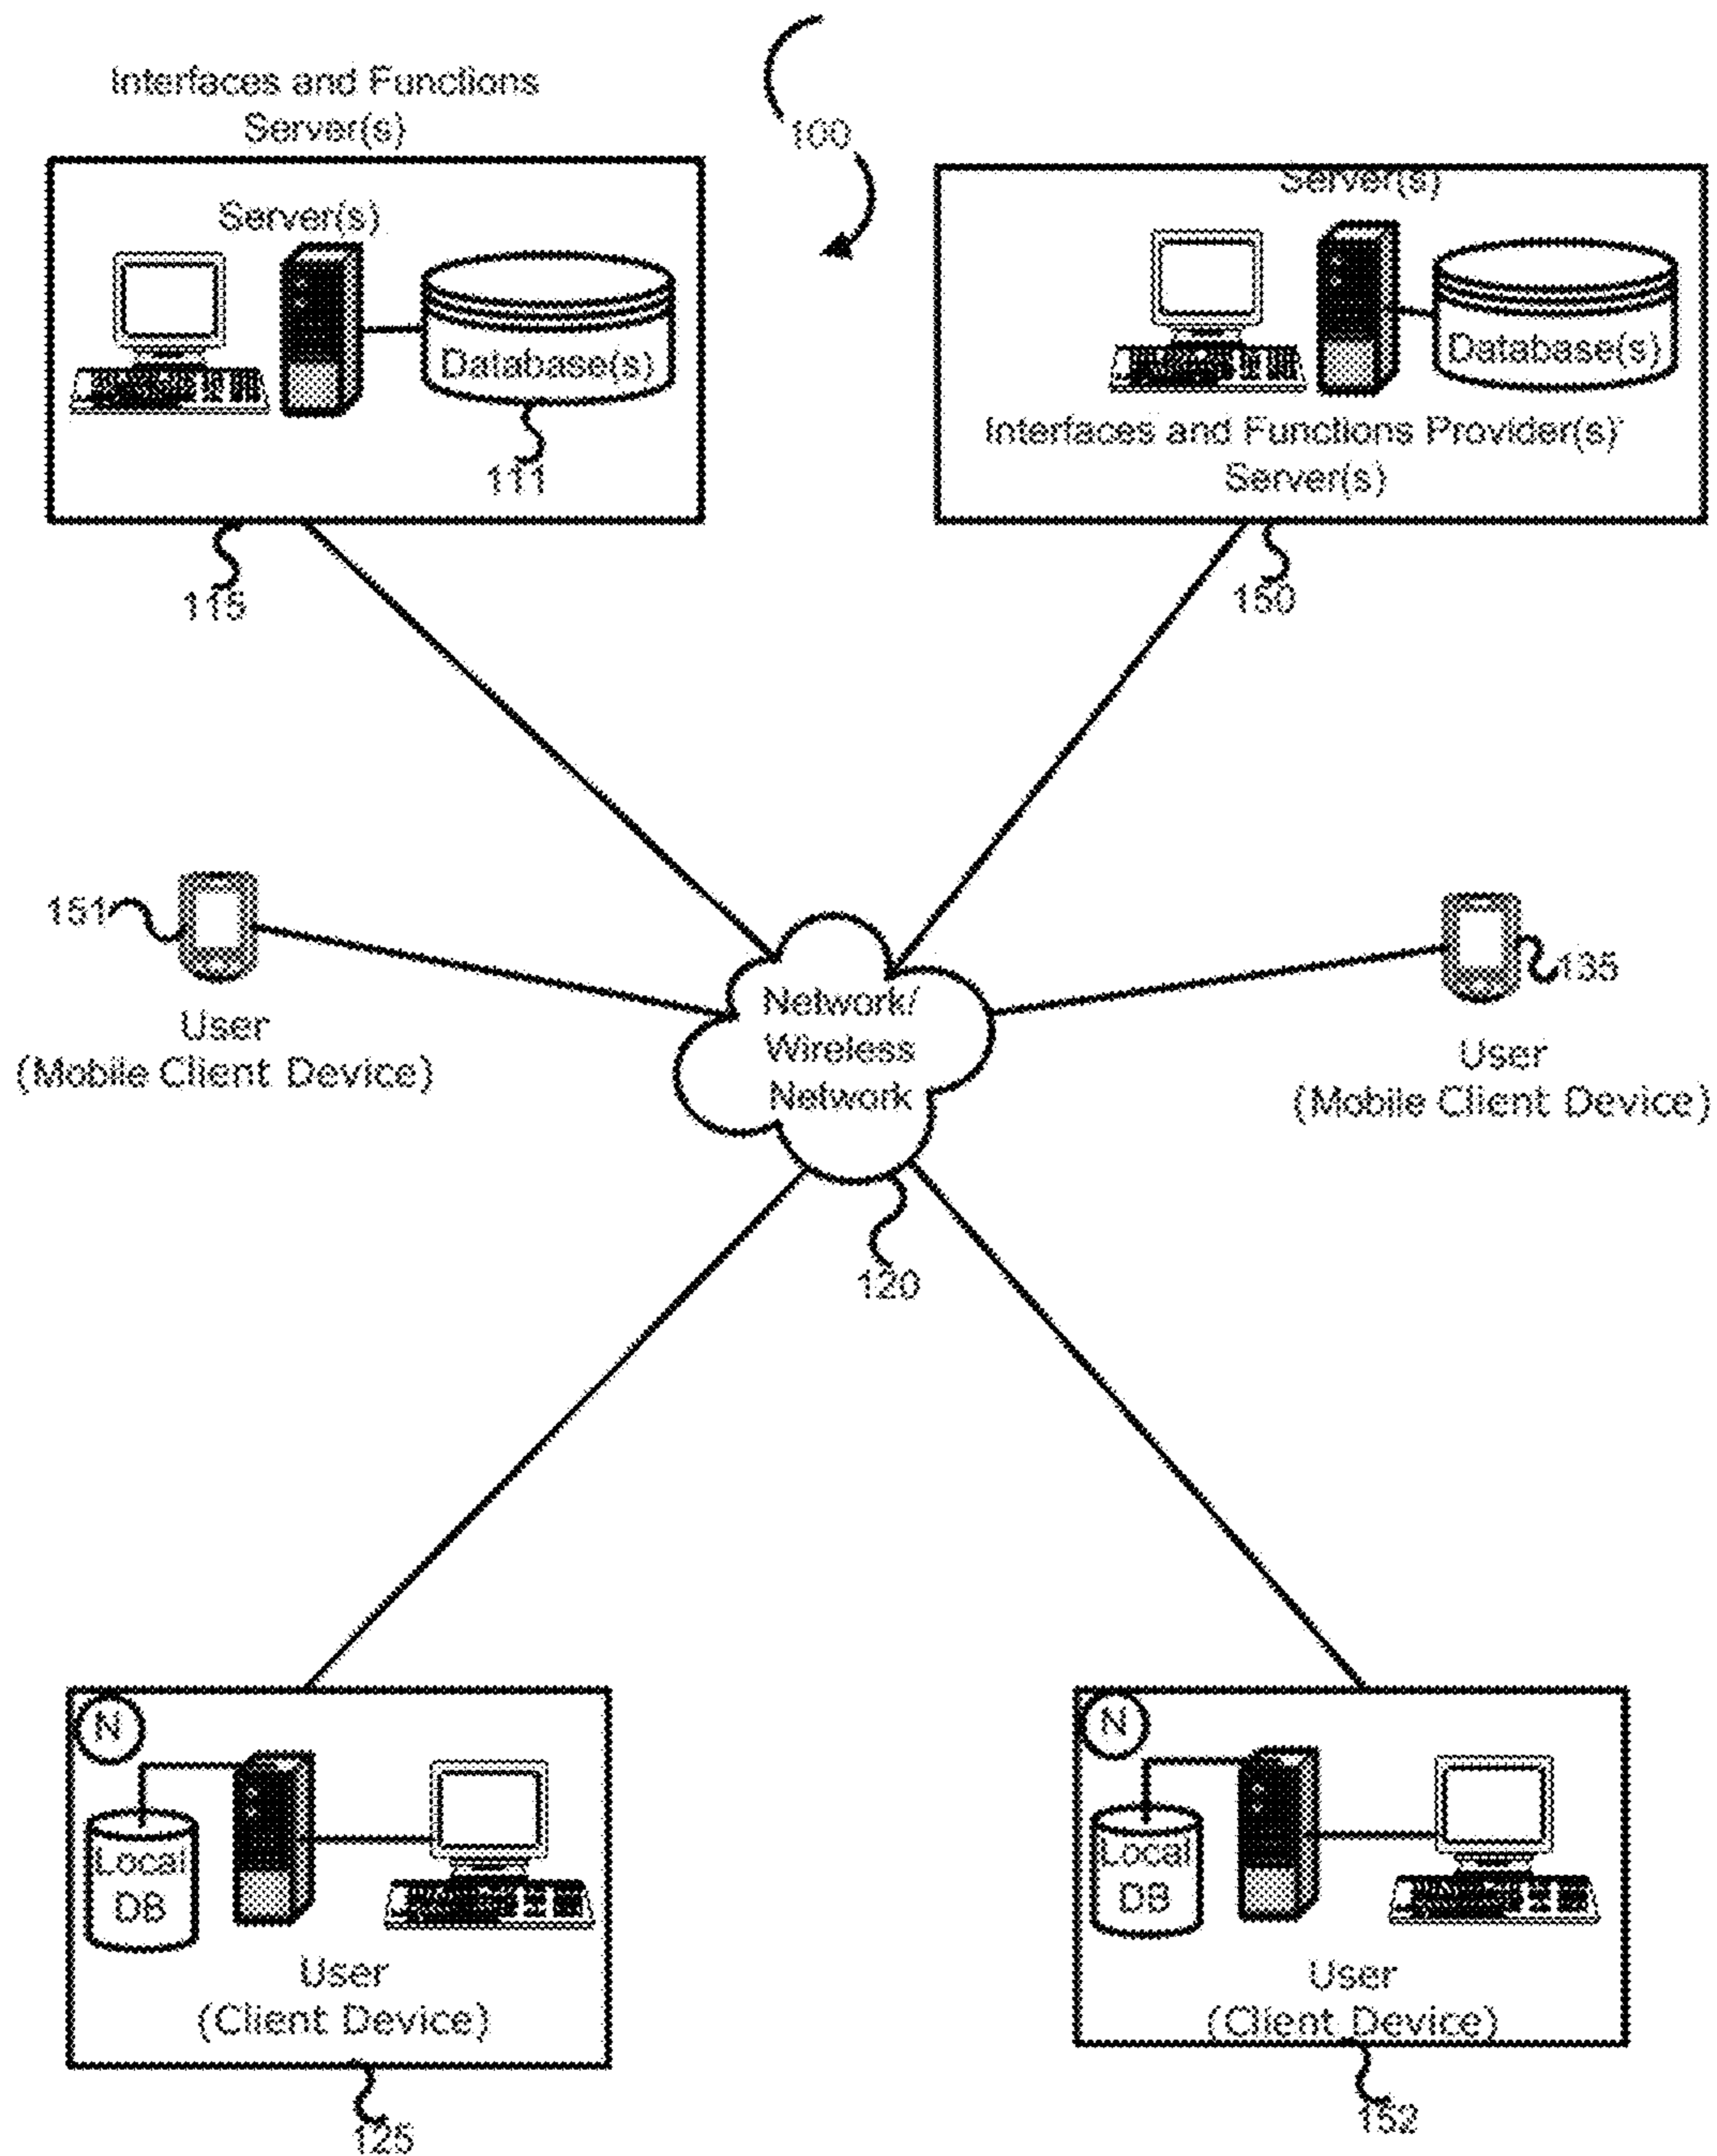 Interfaces and Functions
Server(s)
100
Server(s)
Database(s)
111
115
Server(s)
Database(s)
Interfaces and Functions Provider(s)'
Server(s)
150
151
User
(Mobile Client Device)
Network/
Wireless
Network
120
135
User
(Mobile Client Device)
N
Local
DB
User
(Client Device)
125
N
Local
DB
User
(Client Device)
152